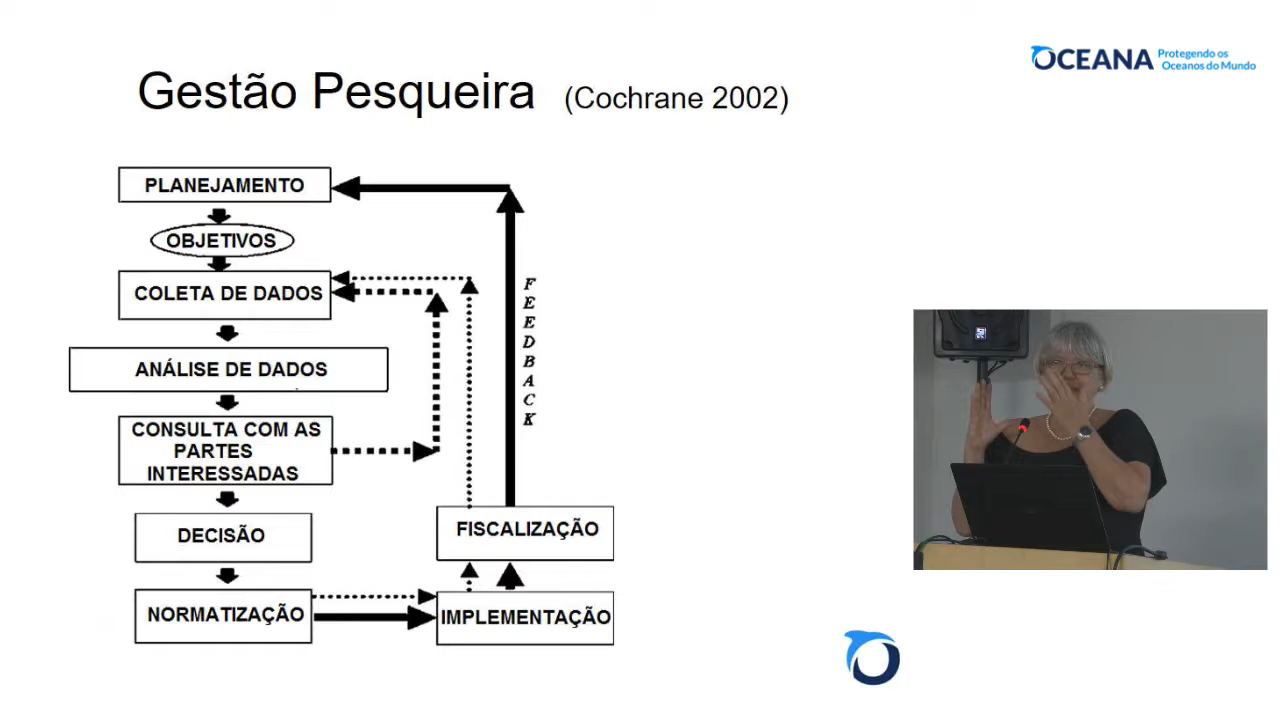 OCEANA Protegendo os
Oceanos do Mundo
Gestão Pesqueira (Cochrane 2002)
PLANEJAMENTO
OBJETIVOS
COLETA DE DADOS
ANÁLISE DE DADOS
CONSULTA COM AS
PARTES
INTERESSADAS
DECISÃO
NORMATIZAÇÃO
IMPLEMENTAÇÃO
FISCALIZAÇÃO
FEEDBACK